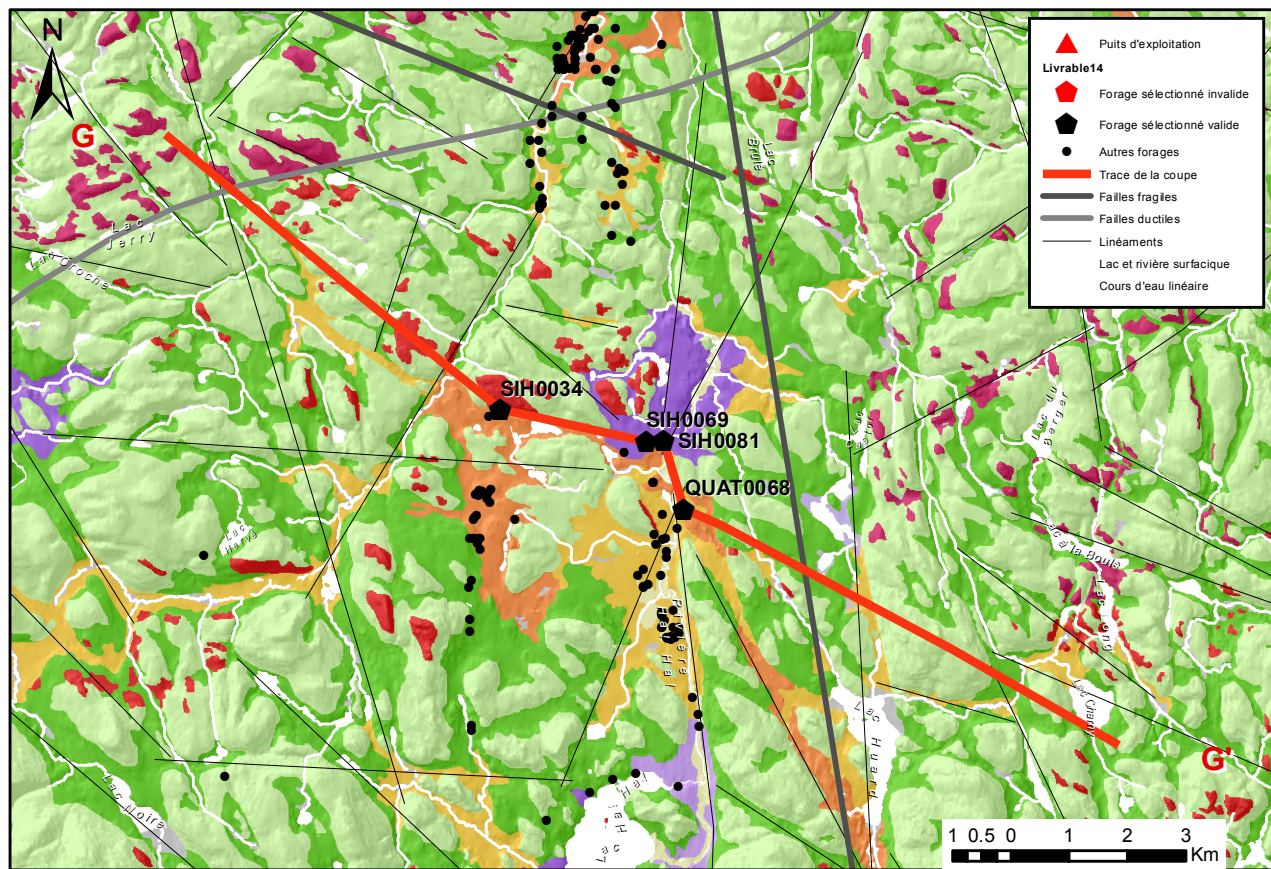 N
G
Puits d'exploitation
Livrable14
Forage sélectionné invalide
Forage sélectionné valide
Autres forages
Trace de la coupe
Failles fragiles
Failles ductiles
Linéaments
Lac et rivière surfacique
Cours d'eau linéaire
Lac
Brûlé
Lac
Jerry
Lac Croche
SIH0034
SIH0069
SIH0081
QUAT0068
Lac du
Berger
Lac à la Boule
Lac Long
Rivière
Ha! Ha!
Lac Huard
G'
Lac Noire
Lac
Ha! Ha!
1 0.5 0 1 2 3
Km